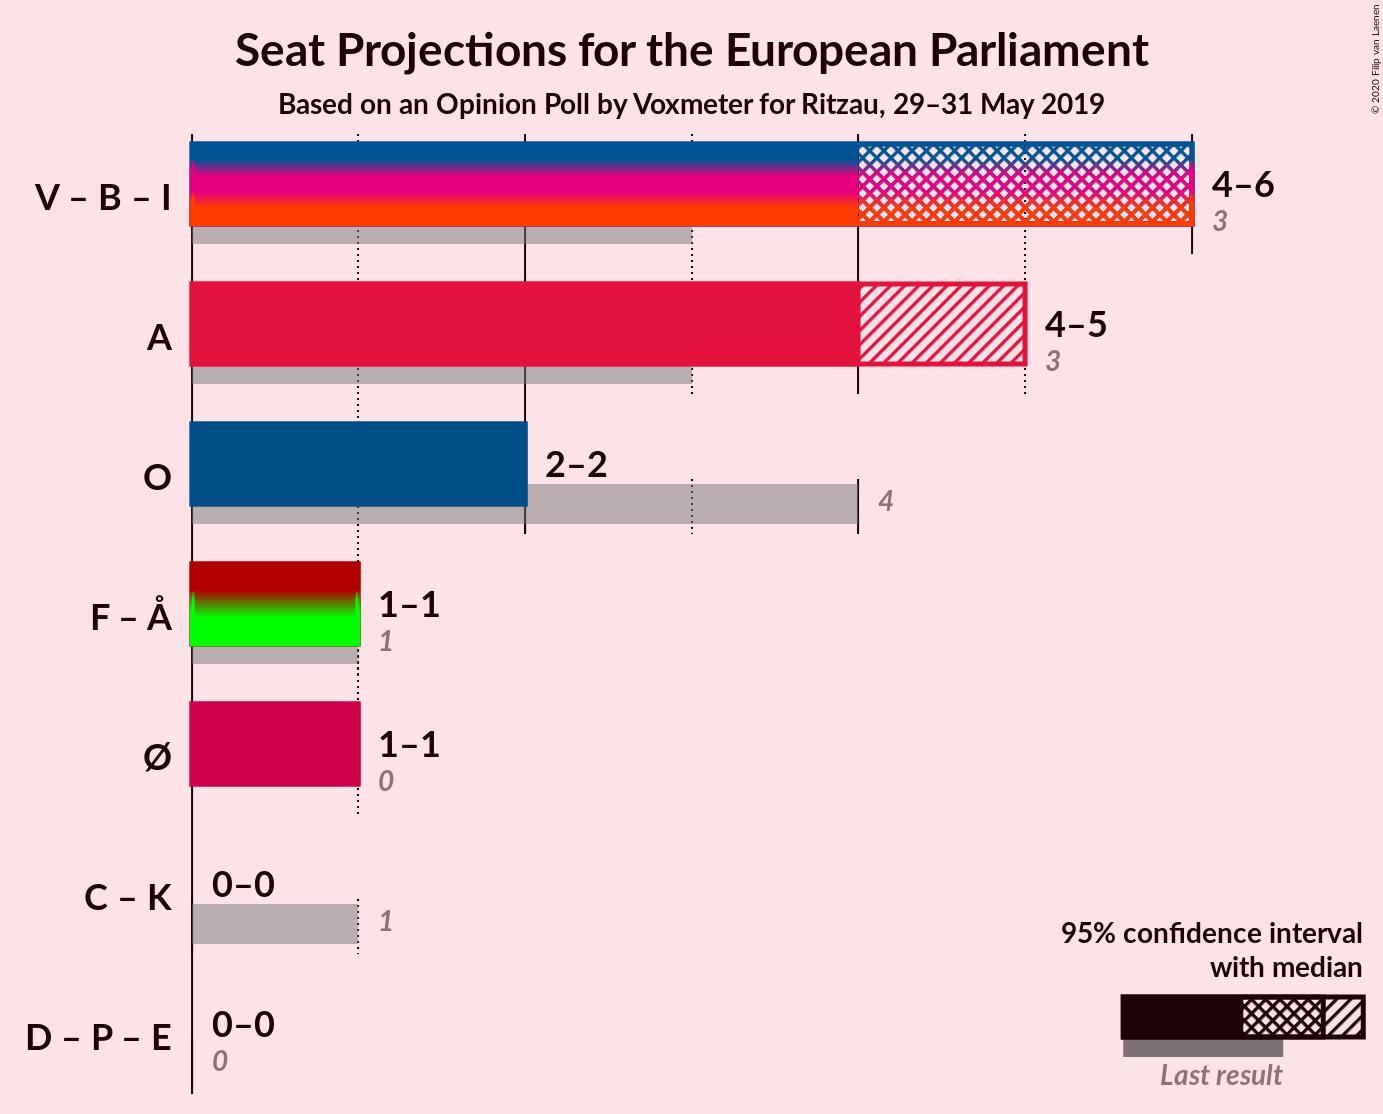 Seat Projections for the European Parliament
Based on an Opinion Poll by Voxmeter for Ritzau, 29–31 May 2019
© 2020 Filip van Laenen
V – B – I
4–6
3
A
4–5
3
O
2–2
4
F – Å
1–1
1
Ø
1–1
0
C – K
0–0
1
D – P – E
0–0
0
95% confidence interval
with median
Last result